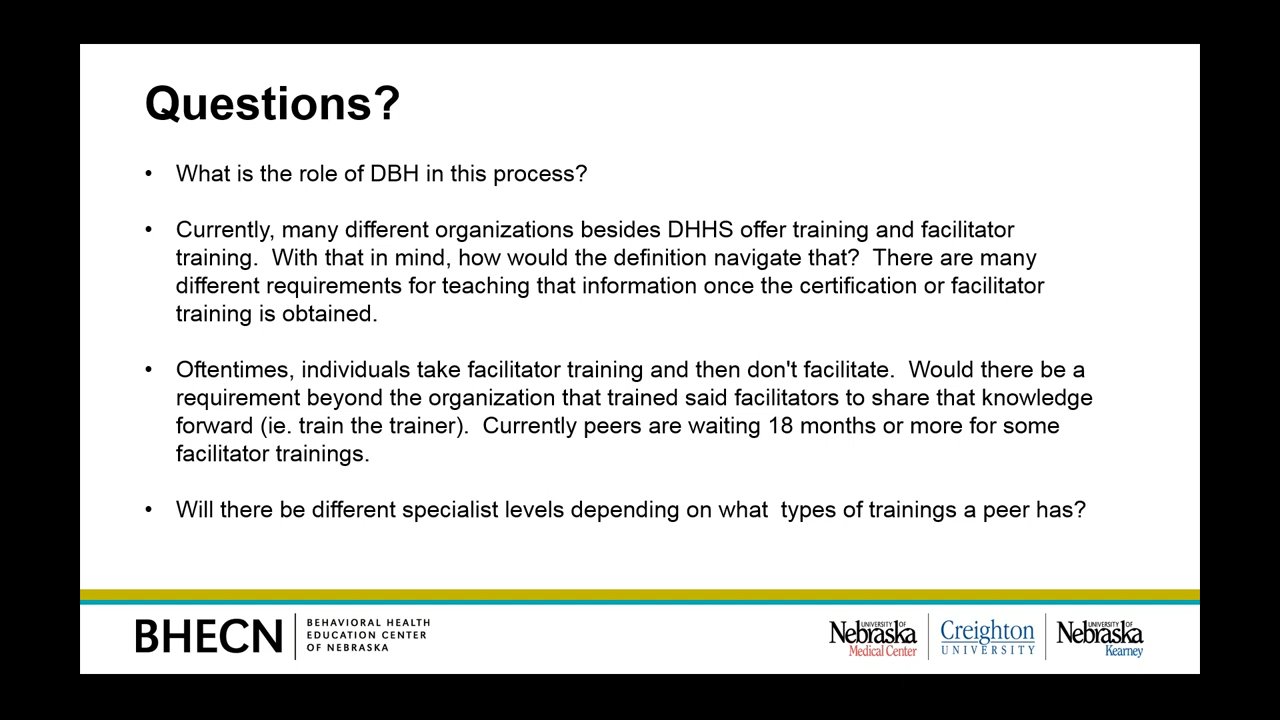 Questions?
• What is the role of DBH in this process?
• Currently, many different organizations besides DHHS offer training and facilitator
training.  With that in mind, how would the definition navigate that?  There are many
different requirements for teaching that information once the certification or facilitator
training is obtained.
• Oftentimes, individuals take facilitator training and then don't facilitate.  Would there be a
requirement beyond the organization that trained said facilitators to share that knowledge
forward (ie. train the trainer).  Currently peers are waiting 18 months or more for some
facilitator trainings.
• Will there be different specialist levels depending on what  types of trainings a peer has?
BHECN
BEHAVIORAL HEALTH
EDUCATION CENTER
OF NEBRASKA
UNIVERSITY OF
Nebraska
Medical Center
Creighton
UNIVERSITY
UNIVERSITY OF
Nebraska
Kearney